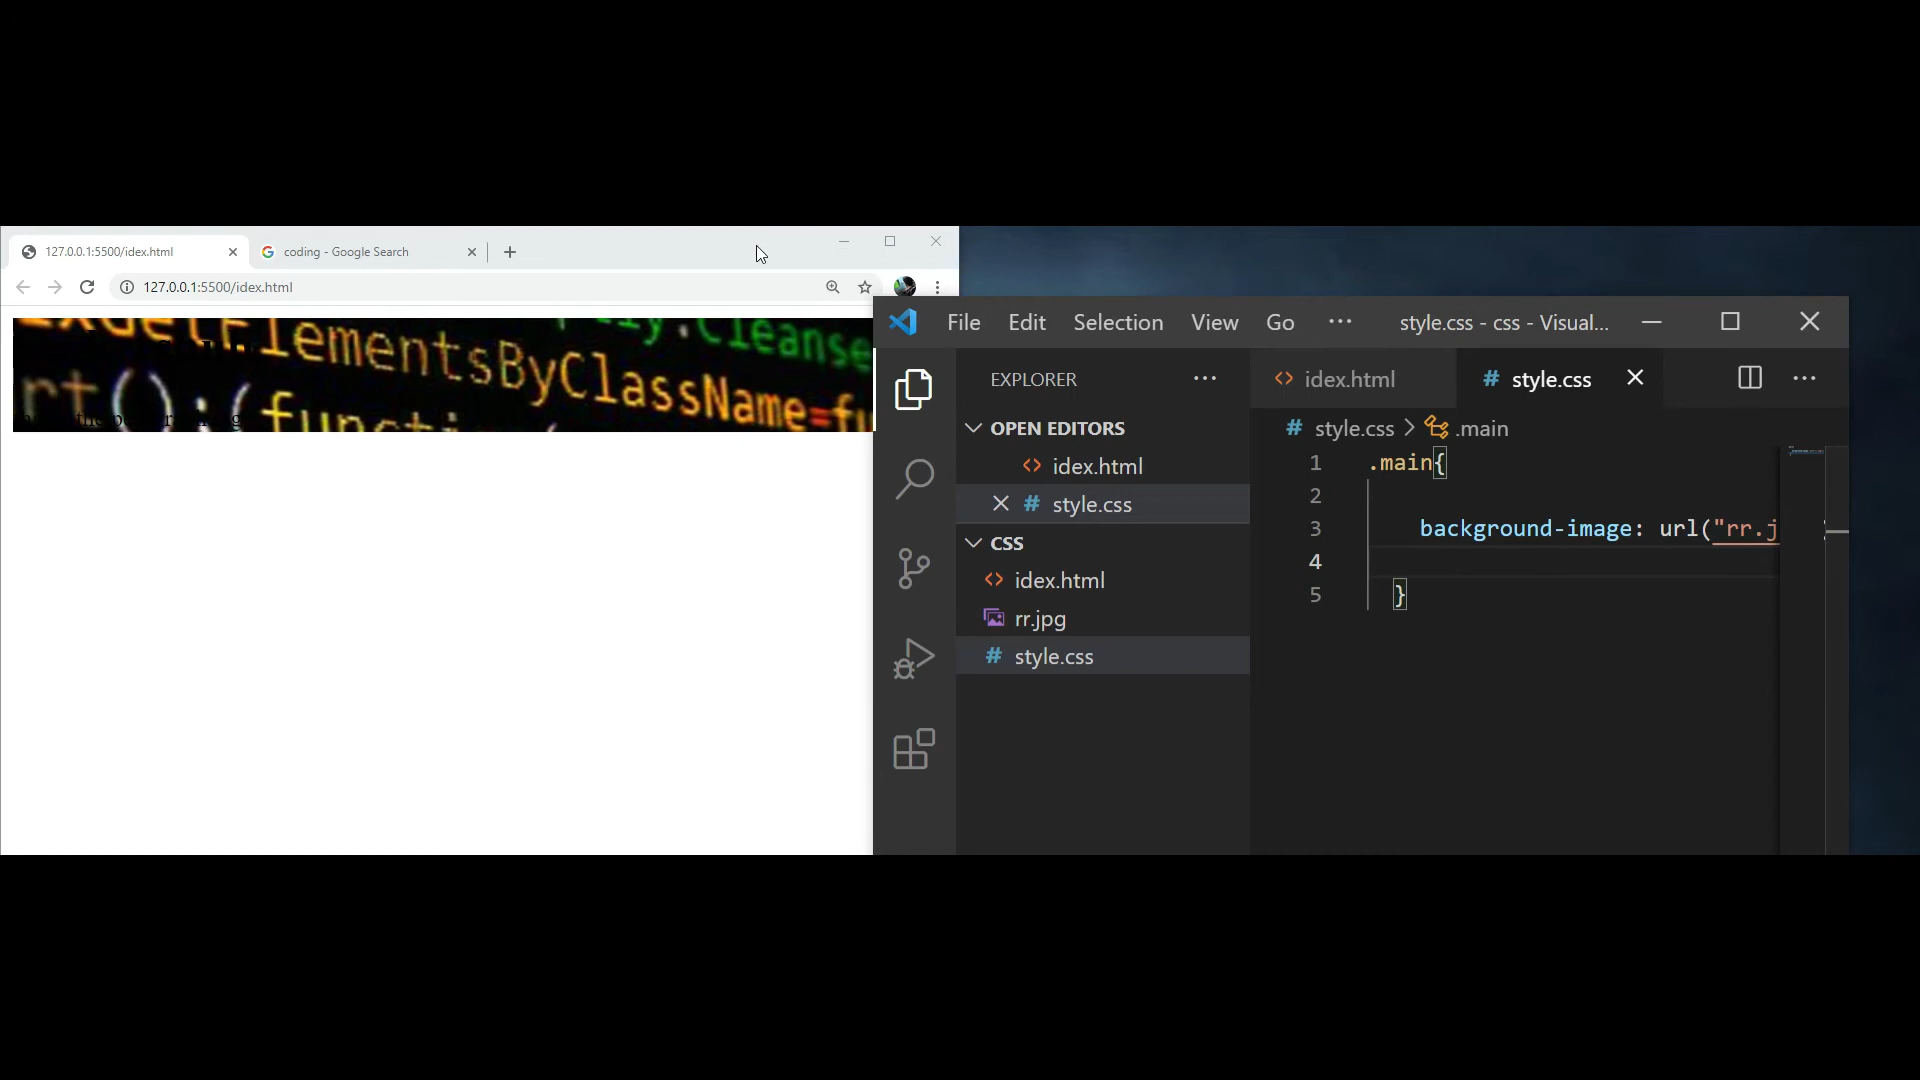 127.0.0.1:5500/idex.html
coding - Google Search
127.0.0.1:5500/idex.html
ElementsByClassName=fu
rt();(functi
Cleanse
File Edit Selection View Go ··· style.css - css - Visual...
EXPLORER ···
OPEN EDITORS
idex.html
style.css
CSS
idex.html
rr.jpg
style.css
idex.html
style.css
style.css > .main
1 .main{
2
3 background-image: url("rr.j
4
5 }